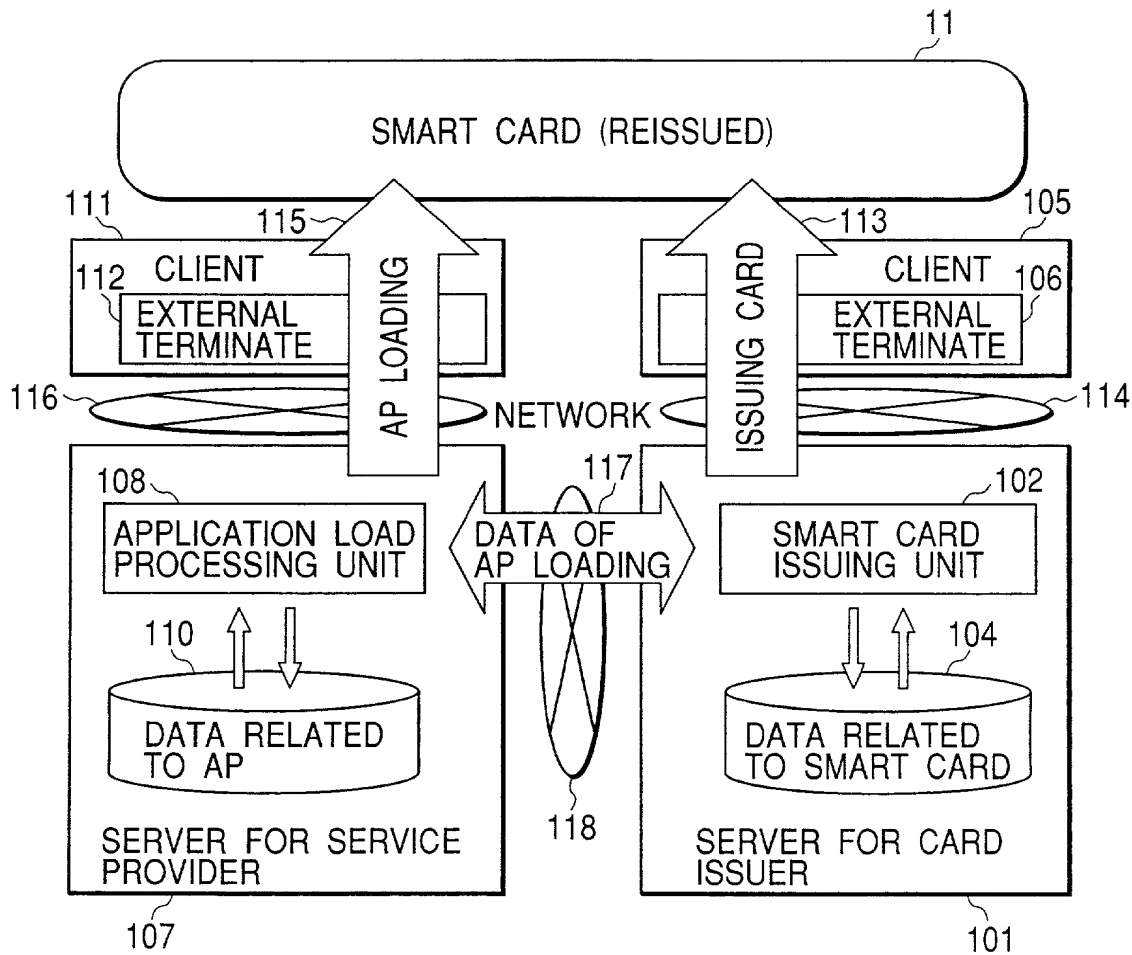 11
SMART CARD (REISSUED)
111
115
113
105
CLIENT
CLIENT
112
106
EXTERNAL
TERMINATE
AP LOADING
ISSUING CARD
EXTERNAL
TERMINATE
116
NETWORK
114
108
117
102
APPLICATION LOAD
PROCESSING UNIT
DATA OF
AP LOADING
SMART CARD
ISSUING UNIT
110
104
DATA RELATED
TO AP
DATA RELATED
TO SMART CARD
118
SERVER FOR SERVICE
PROVIDER
SERVER FOR CARD
ISSUER
107
101